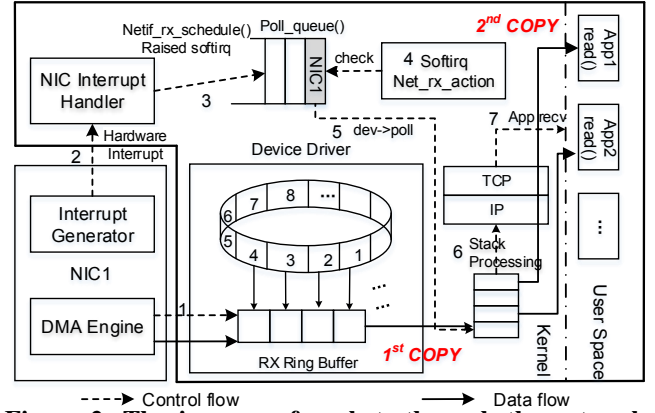 Netif_rx_schedule()
Raised softirq
Poll_queue()
2nd COPY
NIC Interrupt
Handler
3
NIC1
check
4 Softirq
Net_rx_action
App1
read()
Hardware
Interrupt
2
5 dev->poll
7 App recv
App2
read()
Device Driver
Interrupt
Generator
NIC1
DMA Engine
1
6
7
8
...
5
4
3
2
1
...
...
RX Ring Buffer
1st COPY
TCP
IP
6 Stack
Processing
...
Kernel
User Space
Control flow
Data flow